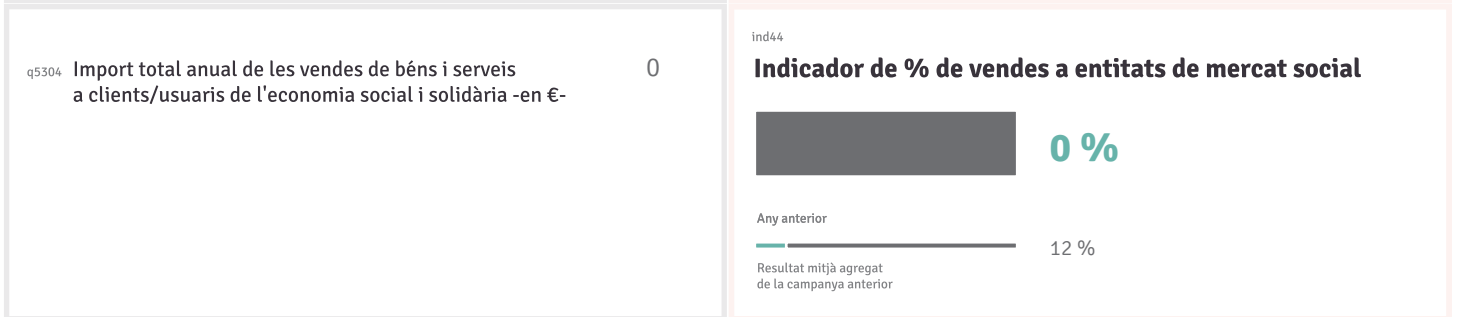 q5304 Import total anual de les vendes de béns i serveis 0
a clients/usuaris de l'economia social i solidària -en €-
ind44
Indicador de % de vendes a entitats de mercat social
0 %
Any anterior
12 %
Resultat mitjà agregat
de la campanya anterior